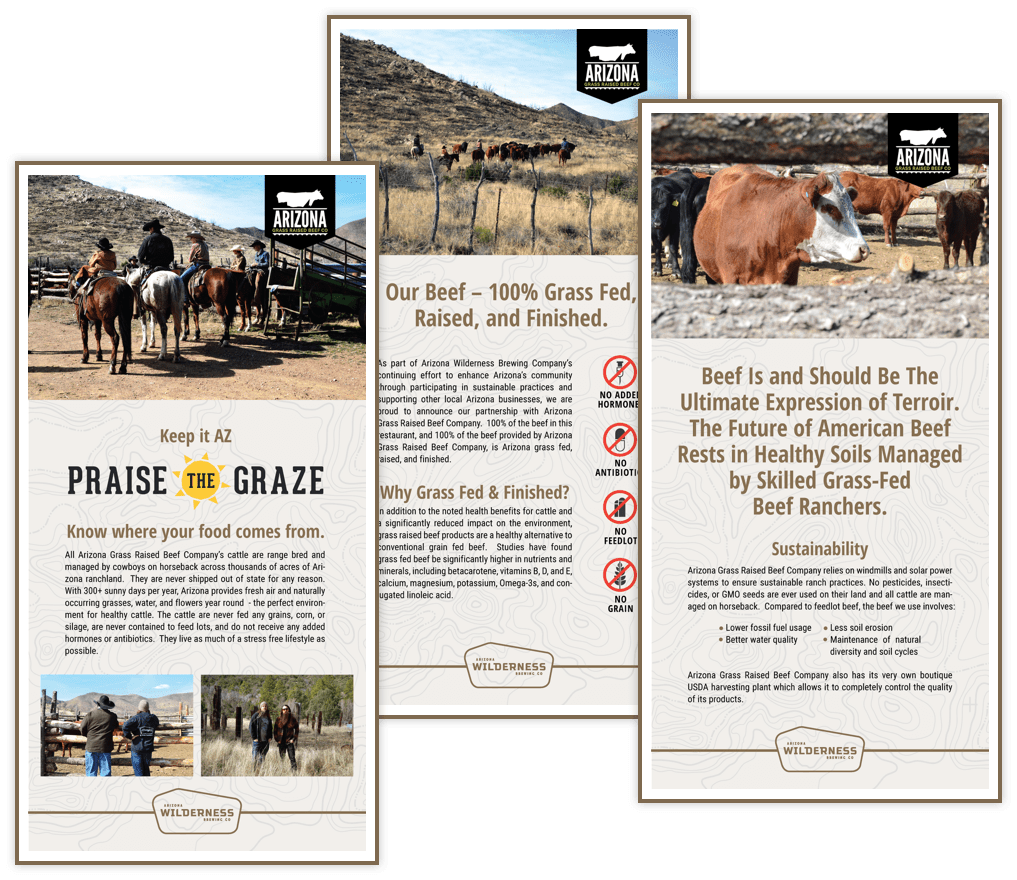 ARIZONA
GRASS RAISED BEEF CO
Keep it AZ
PRAISE THE GRAZE
Know where your food comes from.
All Arizona Grass Raised Beef Company's cattle are range bred and
managed by cowboys on horseback across thousands of acres of Ari-
zona ranchland. They are never shipped out of state for any reason.
With 300+ sunny days per year, Arizona provides fresh air and naturally
occurring grasses, water, and flowers year round - the perfect environ-
ment for healthy cattle. The cattle are never fed any grains, corn, or
silage, are never contained to feed lots, and do not receive any added
hormones or antibiotics. They live as much of a stress free lifestyle as
possible.
ARIZONA
WILDERNESS
BREWING CO
ARIZONA
GRASS RAISED BEEF CO
Our Beef – 100% Grass Fed,
Raised, and Finished.
As part of Arizona Wilderness Brewing Company's
continuing effort to enhance Arizona's community
through participating in sustainable practices and
supporting other local Arizona businesses, we are
proud to announce our partnership with Arizona
Grass Raised Beef Company. 100% of the beef in this
restaurant, and 100% of the beef provided by Arizona
Grass Raised Beef Company, is Arizona grass fed,
raised, and finished.
Why Grass Fed & Finished?
In addition to the noted health benefits for cattle and
a significantly reduced impact on the environment,
grass raised beef products are a healthy alternative to
conventional grain fed beef. Studies have found
grass fed beef be significantly higher in nutrients and
minerals, including betacarotene, vitamins B, D, and E,
calcium, magnesium, potassium, Omega-3s, and con-
ugated linoleic acid.
NO ADDE
HORMONE
NO
ANTIBIOTI
NO
FEEDLOT
NO
GRAIN
ARIZONA
WILDERNESS
BREWING CO
ARIZONA
GRASS RAISED BEEF CO
Beef Is and Should Be The
Ultimate Expression of Terroir.
The Future of American Beef
Rests in Healthy Soils Managed
by Skilled Grass-Fed
Beef Ranchers.
Sustainability
Arizona Grass Raised Beef Company relies on windmills and solar power
systems to ensure sustainable ranch practices. No pesticides, insecti-
cides, or GMO seeds are ever used on their land and all cattle are man-
aged on horseback. Compared to feedlot beef, the beef we use involves:
• Lower fossil fuel usage
• Better water quality
• Less soil erosion
• Maintenance of natural
diversity and soil cycles
Arizona Grass Raised Beef Company also has its very own boutique
USDA harvesting plant which allows it to completely control the quality
of its products.
ARIZONA
WILDERNESS
BREWING CO